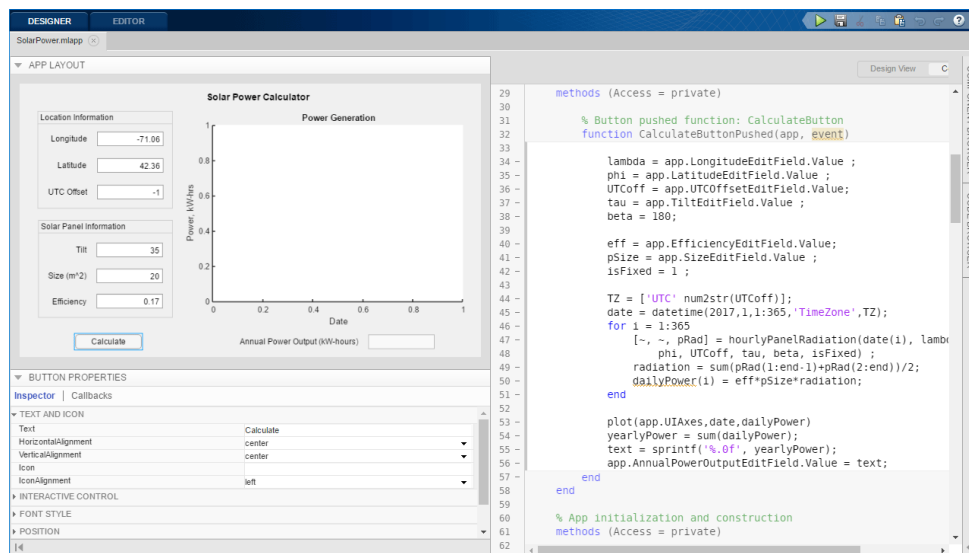 DESIGNER
EDITOR
SolarPower.mlapp
APP LAYOUT
Solar Power Calculator
Location Information
Longitude -71.06
Latitude 42.36
UTC Offset -1
Solar Panel Information
Tilt 35
Size (m^2) 20
Efficiency 0.17
Calculate
Power Generation
Power, kW-hrs
1
0.8
0.6
0.4
0.2
0
0 0.2 0.4 0.6 0.8 1
Date
Annual Power Output (kW-hours)
BUTTON PROPERTIES
Inspector | Callbacks
TEXT AND ICON
Text Calculate
HorizontalAlignment center
VerticalAlignment center
Icon
IconAlignment left
INTERACTIVE CONTROL
FONT STYLE
POSITION
Design View C
29 methods (Access = private)
30
31 % Button pushed function: CalculateButton
32 function CalculateButtonPushed(app, event)
33
34 – lambda = app.LongitudeEditField.Value ;
35 – phi = app.LatitudeEditField.Value ;
36 – UTCoff = app.UTCOffsetEditField.Value;
37 – tau = app.TiltEditField.Value ;
38 – beta = 180;
39
40 – eff = app.EfficiencyEditField.Value;
41 – pSize = app.SizeEditField.Value ;
42 – isFixed = 1 ;
43
44 – TZ = ['UTC' num2str(UTCoff)];
45 – date = datetime(2017,1,1:365,'TimeZone',TZ);
46 – for i = 1:365
47 – [~, ~, pRad] = hourlyPanelRadiation(date(i), lambd
48 phi, UTCoff, tau, beta, isFixed) ;
49 – radiation = sum(pRad(1:end-1)+pRad(2:end))/2;
50 – dailyPower(i) = eff*pSize*radiation;
51 – end
52
53 – plot(app.UIAxes,date,dailyPower)
54 – yearlyPower = sum(dailyPower);
55 – text = sprintf('%.0f', yearlyPower);
56 – app.AnnualPowerOutputEditField.Value = text;
57 – end
58 end
59
60 % App initialization and construction
61 methods (Access = private)
62